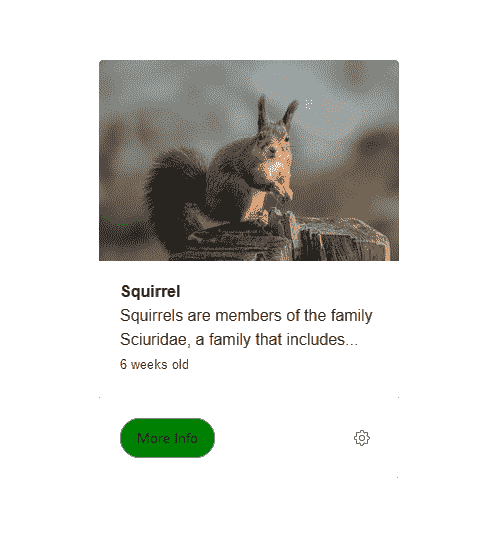 Squirrel
Squirrels are members of the family
Sciuridae, a family that includes...
6 weeks old
More Info